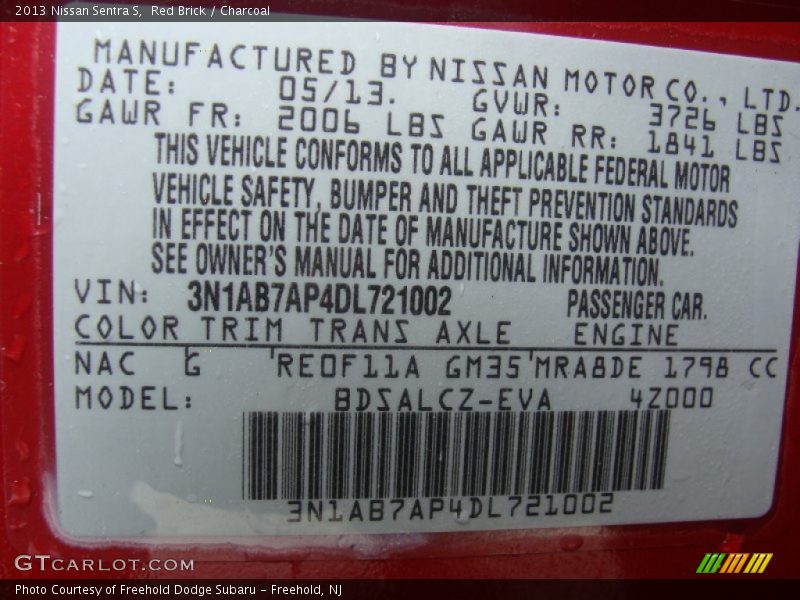 2013 Nissan Sentra S,  Red Brick / Charcoal
MANUFACTURED BY NISSAN MOTOR CO., LTD.
DATE: 05/13. GVWR: 3726 LBS
GAWR FR: 2006 LBS GAWR RR: 1841 LBS
THIS VEHICLE CONFORMS TO ALL APPLICABLE FEDERAL MOTOR
VEHICLE SAFETY, BUMPER AND THEFT PREVENTION STANDARDS
IN EFFECT ON THE DATE OF MANUFACTURE SHOWN ABOVE.
SEE OWNER'S MANUAL FOR ADDITIONAL INFORMATION.
VIN: 3N1AB7AP4DL721002 PASSENGER CAR.
COLOR TRIM TRANS AXLE ENGINE
NAC G 'RE0F11A GM35'MRA8DE 1798 CC
MODEL: BDSALCZ-EVA 4Z000
3N1AB7AP4DL721002
GTCARLOT.COM
Photo Courtesy of Freehold Dodge Subaru - Freehold, NJ